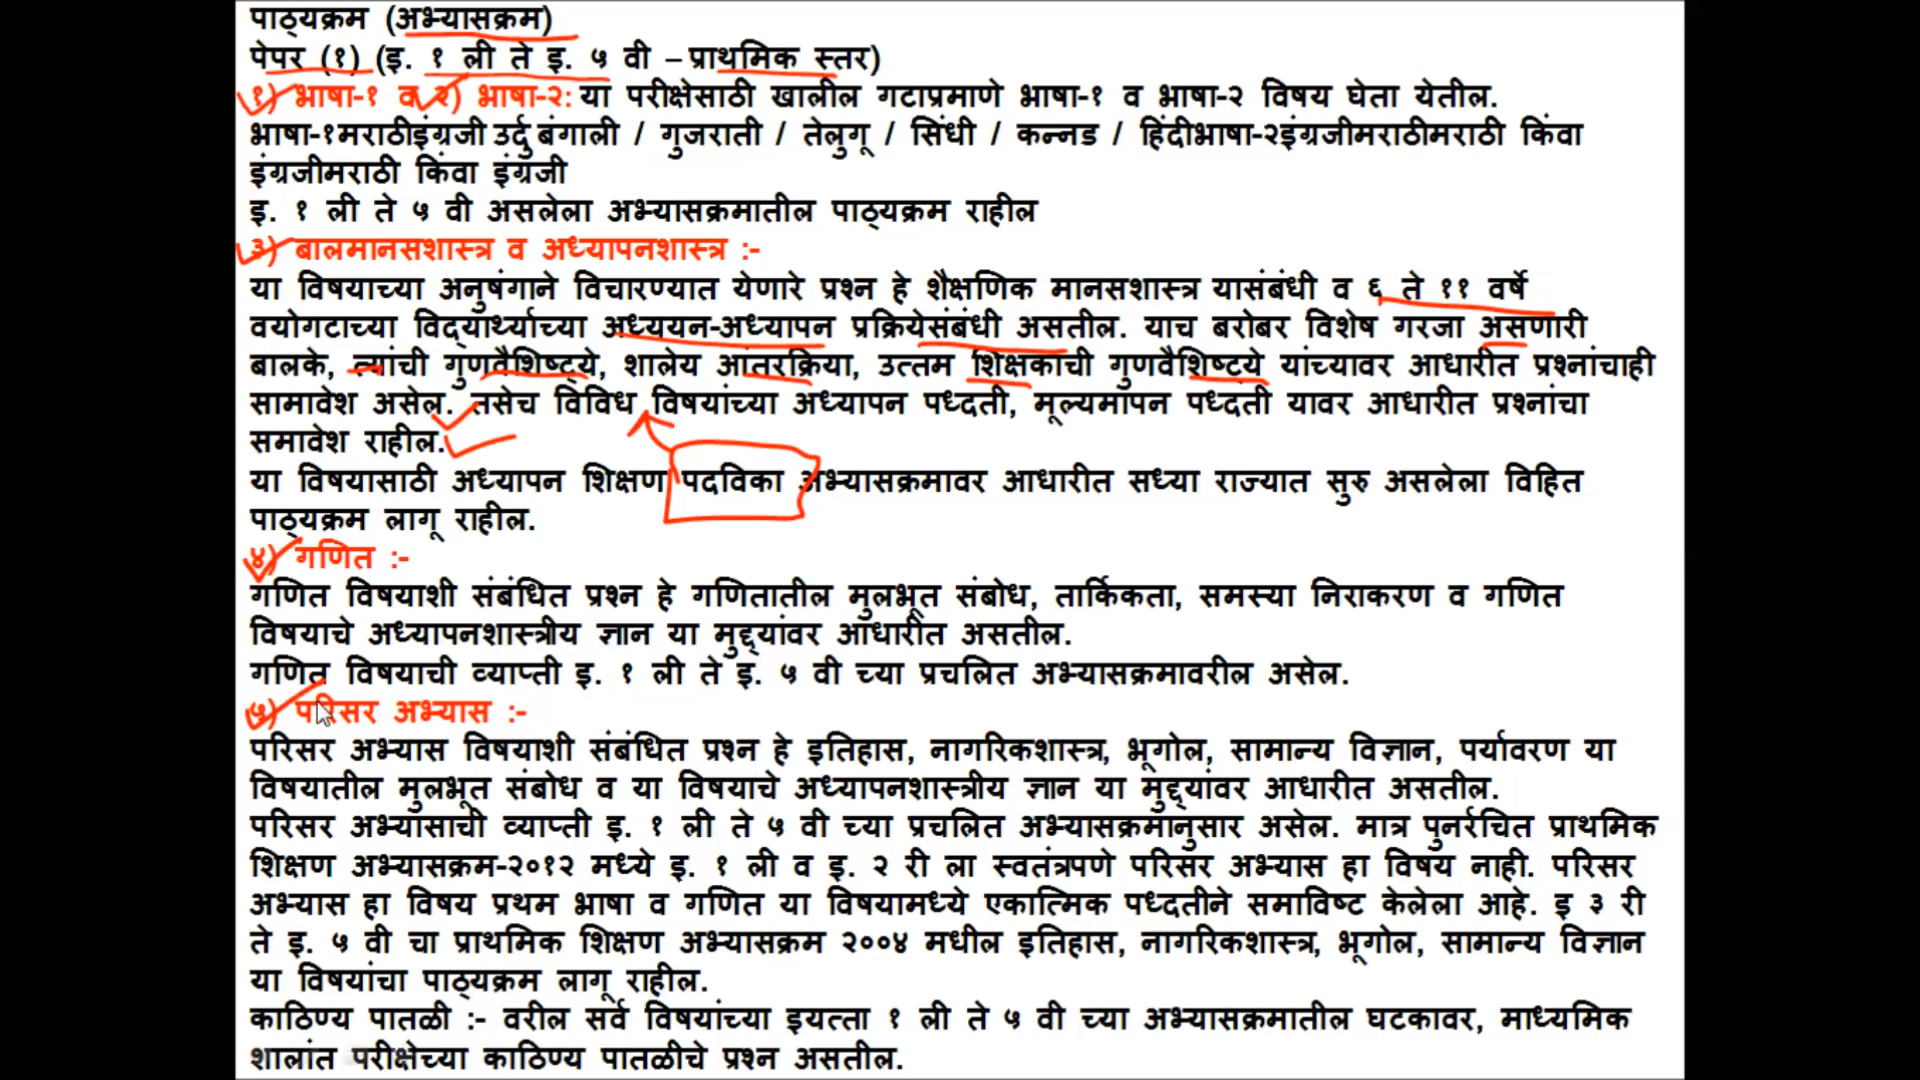 पाठ्यक्रम (अभ्यासक्रम)
पेपर (१) (इ. १ ली ते इ. ५ वी – प्राथमिक स्तर)
१) भाषा-१ व २) भाषा-२: या परीक्षेसाठी खालील गटाप्रमाणे भाषा-१ व भाषा-२ विषय घेता येतील.
भाषा-१मराठीइंग्रजी उर्दु बंगाली / गुजराती / तेलुगू / सिंधी / कन्नड / हिंदीभाषा-२इंग्रजीमराठीमराठी किंवा
इंग्रजीमराठी किंवा इंग्रजी
इ. १ ली ते ५ वी असलेला अभ्यासक्रमातील पाठ्यक्रम राहील
३) बालमानसशास्त्र व अध्यापनशास्त्र :-
या विषयाच्या अनुषंगाने विचारण्यात येणारे प्रश्न हे शैक्षणिक मानसशास्त्र यासंबंधी व ६ ते ११ वर्षे
वयोगटाच्या विद्यार्थ्याच्या अध्ययन-अध्यापन प्रक्रियेसंबंधी असतील. याच बरोबर विशेष गरजा असणारी
बालके, त्यांची गुणवैशिष्ट्ये, शालेय आंतरक्रिया, उत्तम शिक्षकाची गुणवैशिष्टये यांच्यावर आधारीत प्रश्नांचाही
सामावेश असेल. तसेच विविध विषयांच्या अध्यापन पध्दती, मूल्यमापन पध्दती यावर आधारीत प्रश्नांचा
समावेश राहील.
या विषयासाठी अध्यापन शिक्षण पदविका अभ्यासक्रमावर आधारीत सध्या राज्यात सुरु असलेला विहित
पाठ्यक्रम लागू राहील.
४) गणित :-
गणित विषयाशी संबंधित प्रश्न हे गणितातील मुलभूत संबोध, तार्किकता, समस्या निराकरण व गणित
विषयाचे अध्यापनशास्त्रीय ज्ञान या मुद्द्यांवर आधारीत असतील.
गणित विषयाची व्याप्ती इ. १ ली ते इ. ५ वी च्या प्रचलित अभ्यासक्रमावरील असेल.
५) परिसर अभ्यास :-
परिसर अभ्यास विषयाशी संबंधित प्रश्न हे इतिहास, नागरिकशास्त्र, भूगोल, सामान्य विज्ञान, पर्यावरण या
विषयातील मुलभूत संबोध व या विषयाचे अध्यापनशास्त्रीय ज्ञान या मुद्द्यांवर आधारीत असतील.
परिसर अभ्यासाची व्याप्ती इ. १ ली ते ५ वी च्या प्रचलित अभ्यासक्रमानुसार असेल. मात्र पुनर्रचित प्राथमिक
शिक्षण अभ्यासक्रम-२०१२ मध्ये इ. १ ली व इ. २ री ला स्वतंत्रपणे परिसर अभ्यास हा विषय नाही. परिसर
अभ्यास हा विषय प्रथम भाषा व गणित या विषयामध्ये एकात्मिक पध्दतीने समाविष्ट केलेला आहे. इ ३ री
ते इ. ५ वी चा प्राथमिक शिक्षण अभ्यासक्रम २००४ मधील इतिहास, नागरिकशास्त्र, भूगोल, सामान्य विज्ञान
या विषयांचा पाठ्यक्रम लागू राहील.
काठिण्य पातळी :- वरील सर्व विषयांच्या इयत्ता १ ली ते ५ वी च्या अभ्यासक्रमातील घटकावर, माध्यमिक
शालांत परीक्षेच्या काठिण्य पातळीचे प्रश्न असतील.